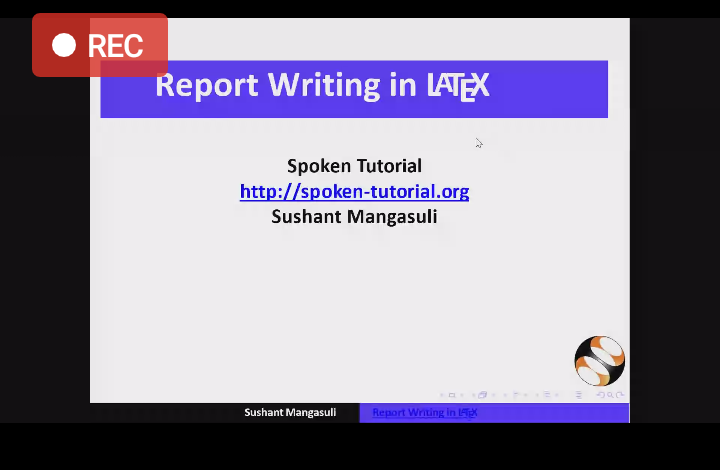 REC
Report Writing in LATEX
Spoken Tutorial
http://spoken-tutorial.org
Sushant Mangasuli
Sushant Mangasuli
Report Writing in LATEX